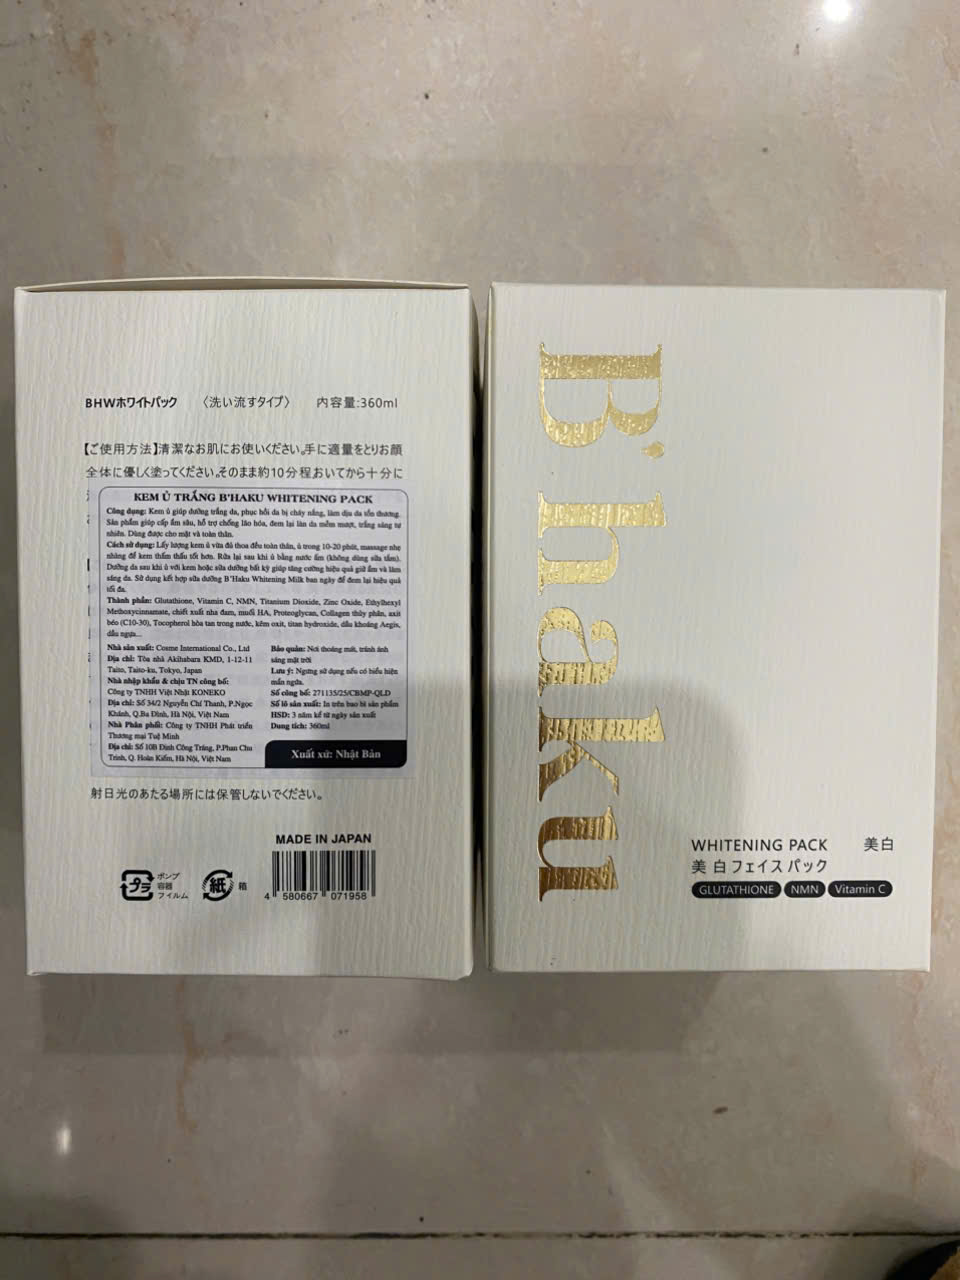 BHWホワイトパック 〈洗い流すタイプ〉 内容量:360ml
【ご使用方法】清潔なお肌にお使いください。手に適量をとりお顔
全体に優しく塗ってください。そのまま約10分程おいてから十分に
KEM Ủ TRẮNG B'HAKU WHITENING PACK
Công dụng: Kem ủ giúp dưỡng trắng da, phục hồi da bị cháy nắng, làm dịu da tổn thương.
Sản phẩm giúp cấp ẩm sâu, hỗ trợ chống lão hóa, đem lại làn da mềm mượt, trắng sáng tự
nhiên. Dùng được cho mặt và toàn thân.
Cách sử dụng: Lấy lượng kem ủ vừa đủ thoa đều toàn thân, ủ trong 10-20 phút, massage nhẹ
nhàng để kem thẩm thấu tốt hơn. Rửa lại sau khi ủ bằng nước ấm (không dùng sữa tắm).
Dưỡng da sau khi ủ với kem hoặc sữa dưỡng bất kỳ giúp tăng cường hiệu quả giữ ẩm và làm
sáng da. Sử dụng kết hợp sữa dưỡng B'Haku Whitening Milk ban ngày để đem lại hiệu quả
tối đa.
Thành phần: Glutathione, Vitamin C, NMN, Titanium Dioxide, Zinc Oxide, Ethylhexyl
Methoxycinnamate, chiết xuất nha đam, muối HA, Proteoglycan, Collagen thủy phân, axit
béo (C10-30), Tocopherol hòa tan trong nước, kẽm oxit, titan hydroxide, dầu khoáng Aegis,
dầu ngựa...
Nhà sản xuất: Cosme International Co., Ltd
Địa chỉ: Tòa nhà Akihabara KMD, 1-12-11
Taito, Taito-ku, Tokyo, Japan
Nhà nhập khẩu & chịu TN công bố:
Công ty TNHH Việt Nhật KONEKO
Địa chỉ: Số 34/2 Nguyễn Chí Thanh, P.Ngọc
Khánh, Q.Ba Đình, Hà Nội, Việt Nam
Nhà Phân phối: Công ty TNHH Phát triển
Thương mại Tuệ Minh
Địa chỉ: Số 10B Đinh Công Tráng, P.Phan Chu
Trinh, Q. Hoàn Kiếm, Hà Nội, Việt Nam
Bảo quản: Nơi thoáng mát, tránh ánh
sáng mặt trời
Lưu ý: Ngưng sử dụng nếu có biểu hiện
mẩn ngứa.
Số công bố: 271135/25/CBMP-QLD
Số lô sản xuất: In trên bao bì sản phẩm
HSD: 3 năm kể từ ngày sản xuất
Dung tích: 360ml
Xuất xứ: Nhật Bản
射日光のあたる場所には保管しないでください。
MADE IN JAPAN
プラ
ポンプ
容器
フィルム
紙
箱
4 580667 071958
B'haku
WHITENING PACK 美白
美白フェイスパック
GLUTATHIONE NMN Vitamin C